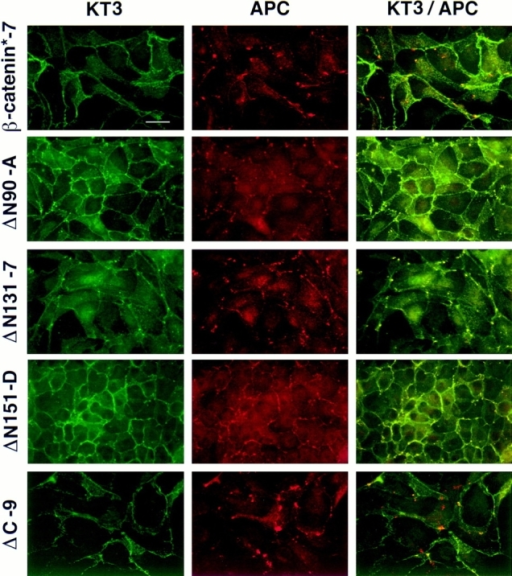 KT3 APC KT3 / APC
β-catenin*-7
ΔN90 -A
ΔN131 -7
ΔN151-D
ΔC -9